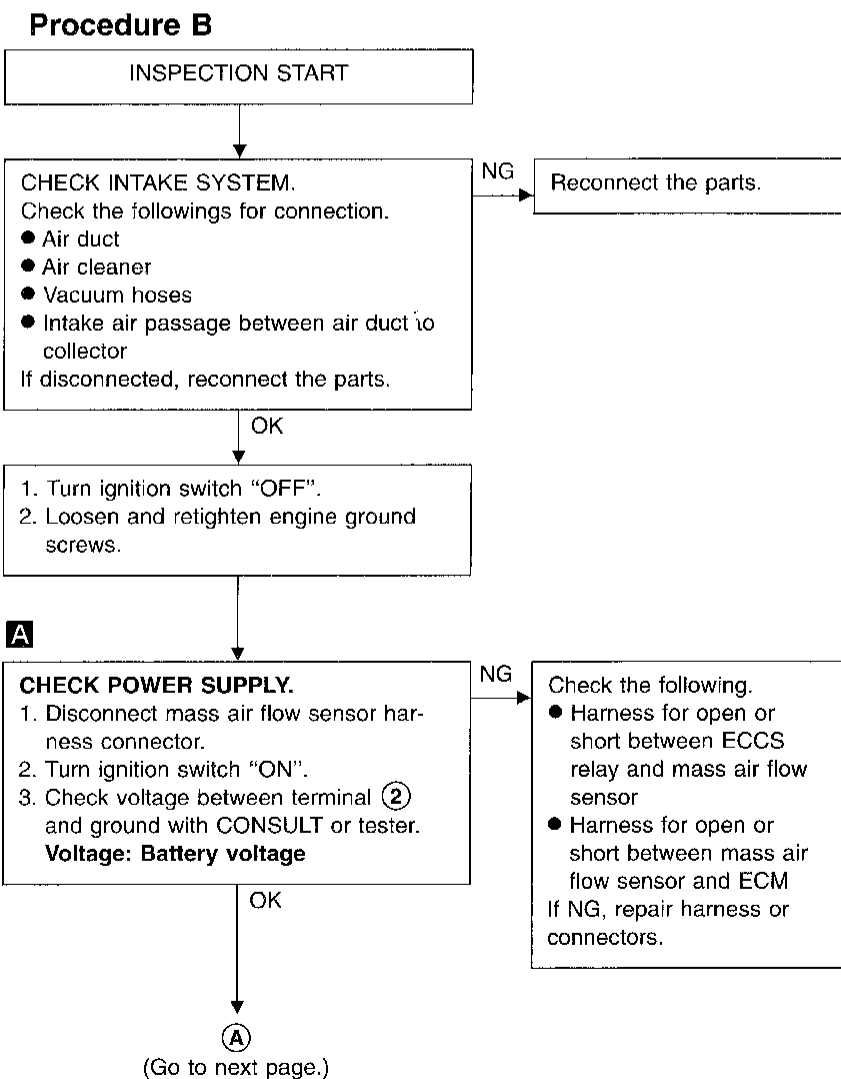 Procedure B
INSPECTION START
CHECK INTAKE SYSTEM.
Check the followings for connection.
● Air duct
● Air cleaner
● Vacuum hoses
● Intake air passage between air duct to
collector
If disconnected, reconnect the parts.
NG
Reconnect the parts.
OK
1. Turn ignition switch “OFF”.
2. Loosen and retighten engine ground
screws.
A
CHECK POWER SUPPLY.
1. Disconnect mass air flow sensor har-
ness connector.
2. Turn ignition switch “ON”.
3. Check voltage between terminal ②
and ground with CONSULT or tester.
Voltage: Battery voltage
NG
Check the following.
● Harness for open or
short between ECCS
relay and mass air flow
sensor
● Harness for open or
short between mass air
flow sensor and ECM
If NG, repair harness or
connectors.
OK
Ⓐ
(Go to next page.)